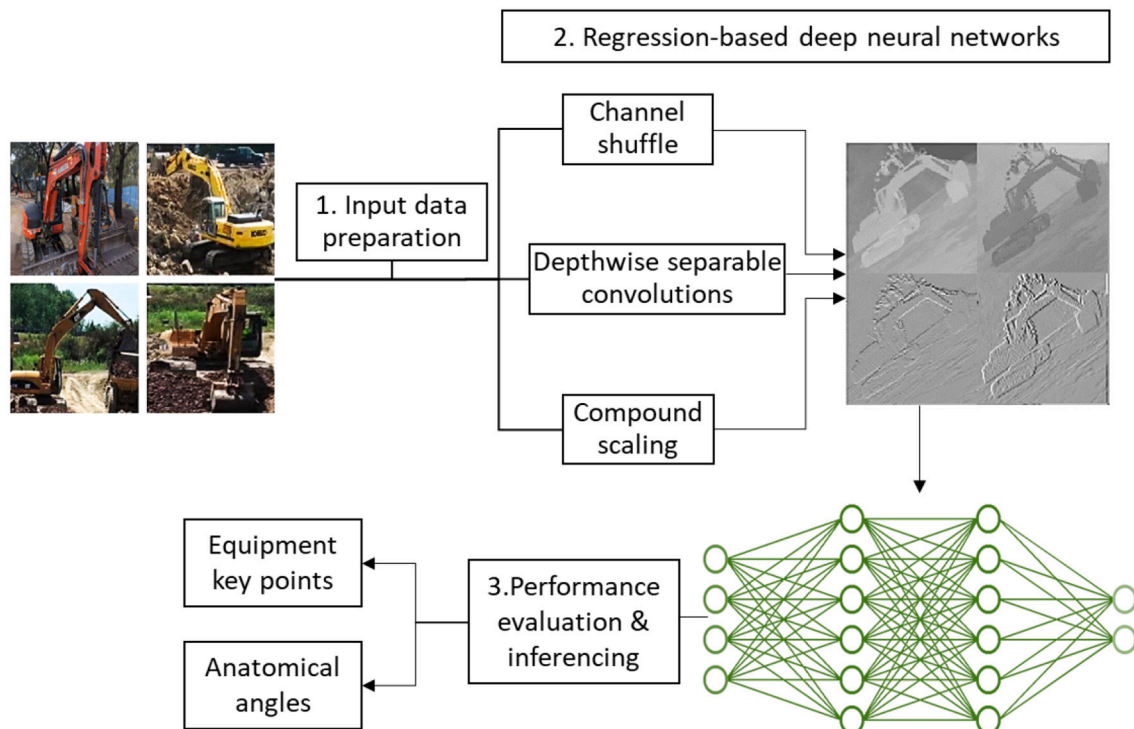 2. Regression-based deep neural networks
Channel
shuffle
1. Input data
preparation
Depthwise separable
convolutions
Compound
scaling
Equipment
key points
3.Performance
evaluation &
inferencing
Anatomical
angles